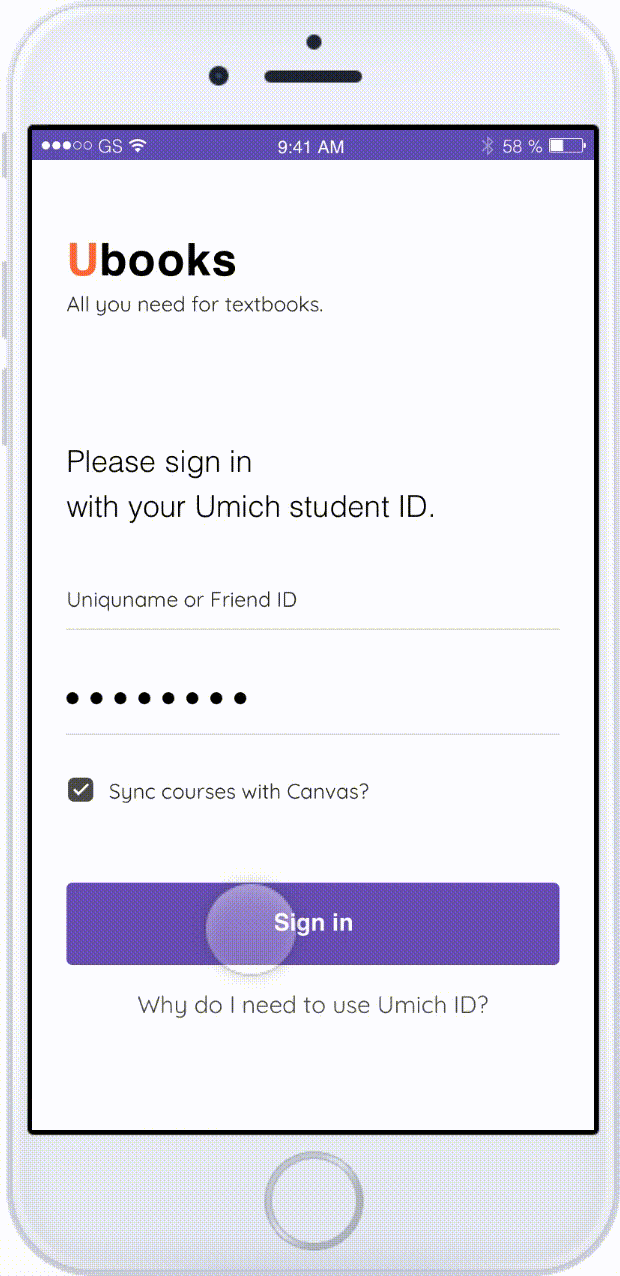 GS 9:41 AM 58 %
Ubooks
All you need for textbooks.
Please sign in
with your Umich student ID.
Uniquname or Friend ID
Sync courses with Canvas?
Sign in
Why do I need to use Umich ID?